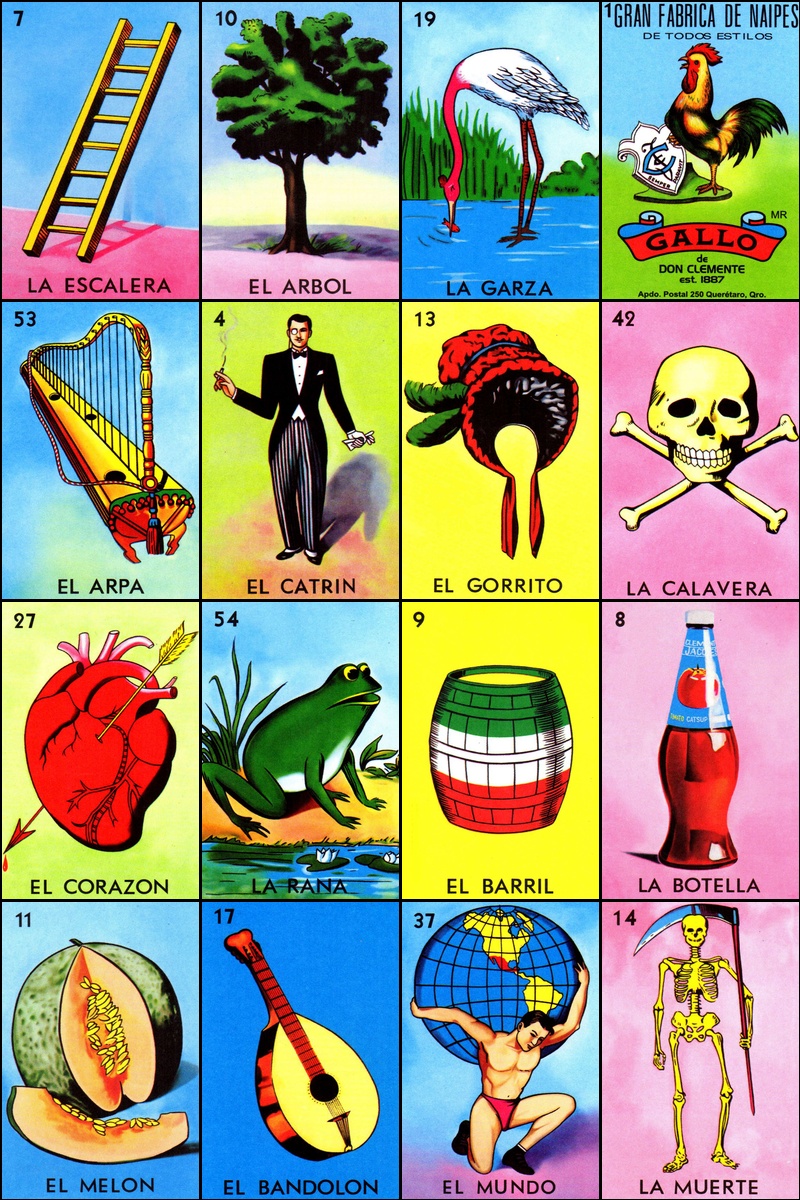 7
LA ESCALERA
10
EL ARBOL
19
LA GARZA
1
GRAN FABRICA DE NAIPES
DE TODOS ESTILOS
SEMPER
MR
GALLO
de
DON CLEMENTE
est. 1887
Apdo. Postal 250 Querétaro, Qro.
53
EL ARPA
4
EL CATRIN
13
EL GORRITO
42
LA CALAVERA
27
EL CORAZON
54
LA RANA
9
EL BARRIL
8
CLEMENTE
JACQUES
TOMATO CATSUP
LA BOTELLA
11
EL MELON
17
EL BANDOLON
37
EL MUNDO
14
LA MUERTE